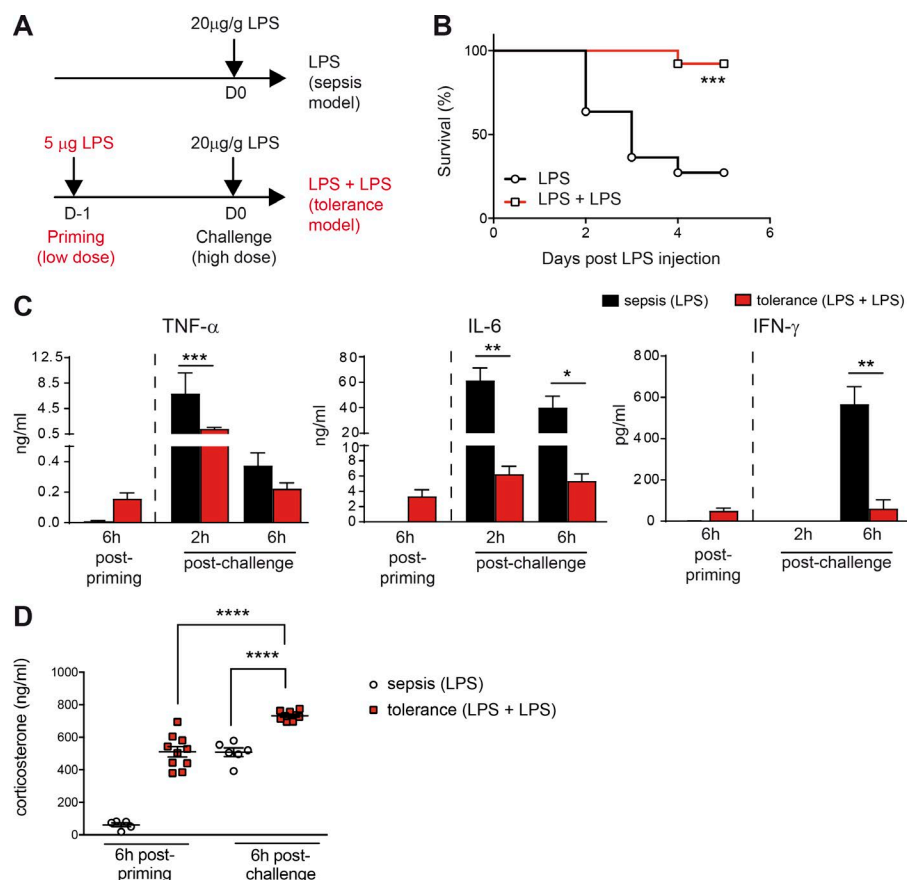 A
20μg/g LPS
D0
LPS
(sepsis
model)
5 μg LPS
20μg/g LPS
D-1
D0
Priming
(low dose)
Challenge
(high dose)
LPS + LPS
(tolerance
model)
B
Survival (%)
100
50
0
0 2 4 6
Days post LPS injection
LPS
LPS + LPS
***
C
sepsis (LPS)
tolerance (LPS + LPS)
TNF-α
ng/ml
12.5
8.5
4.5
0.5
0.4
0.2
0.0
***
6h
post-
priming
2h 6h
post-challenge
IL-6
ng/ml
60
40
20
10
8
6
4
2
0
**
*
6h
post-
priming
2h 6h
post-challenge
IFN-γ
pg/ml
800
600
400
200
0
**
6h
post-
priming
2h 6h
post-challenge
D
corticosterone (ng/ml)
1000
800
600
400
200
0
****
****
6h post-
priming
6h post-
challenge
sepsis (LPS)
tolerance (LPS + LPS)